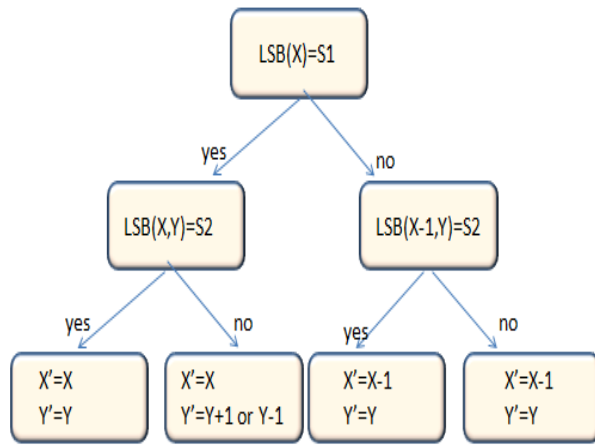 LSB(X)=S1
yes
no
LSB(X,Y)=S2
LSB(X-1,Y)=S2
yes
no
yes
no
X’=X
Y’=Y
X’=X
Y’=Y+1 or Y-1
X’=X-1
Y’=Y
X’=X-1
Y’=Y